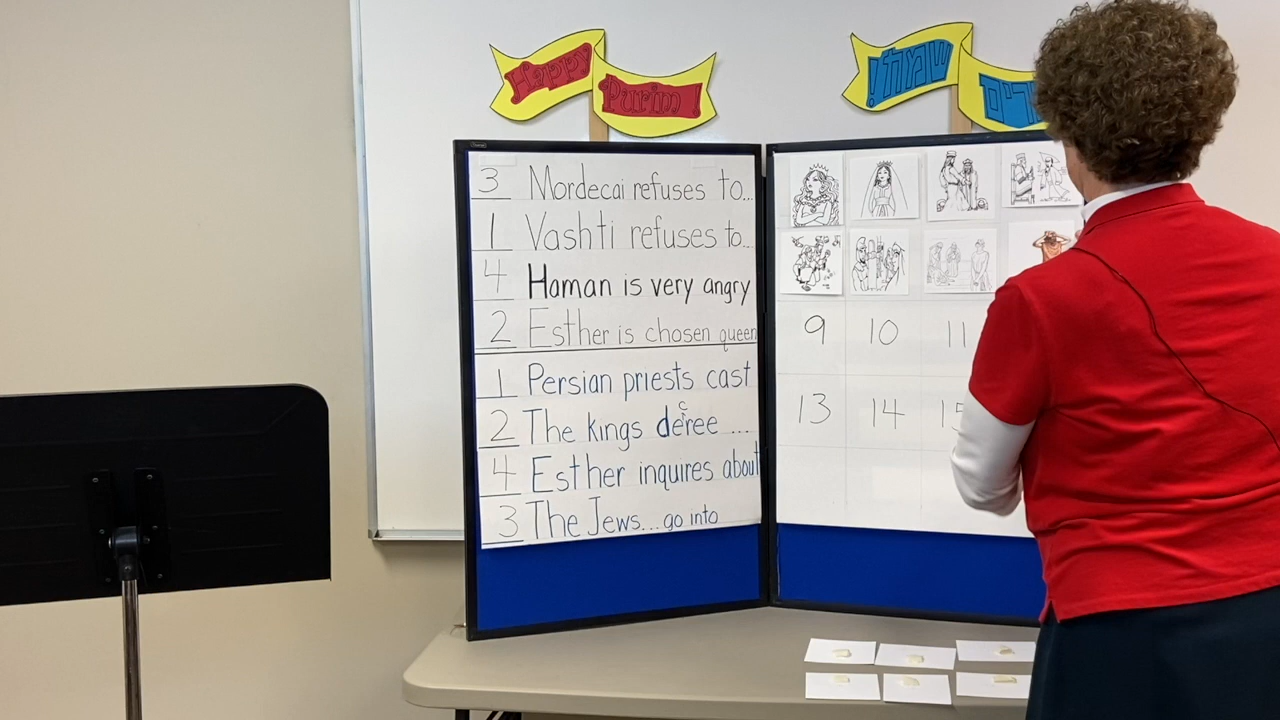 Happy
Purim
שמח!
3 Mordecai refuses to...
1 Vashti refuses to...
4 Haman is very angry
2 Esther is chosen queen
1 Persian priests cast
c
2 The kings deree ...
4 Esther inquires about
3 The Jews... go into
9 10 11
13 14 15